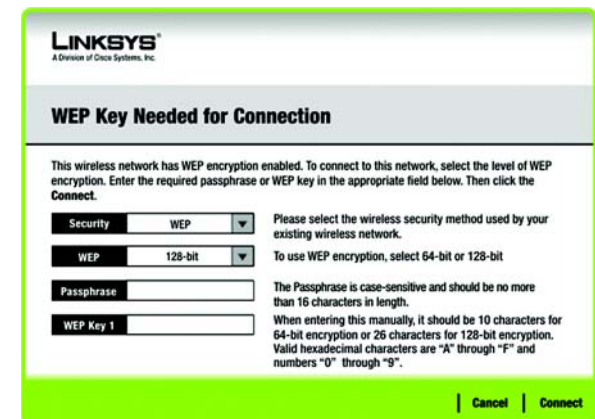 LINKSYS®
A Division of Cisco Systems, Inc.
WEP Key Needed for Connection
This wireless network has WEP encryption enabled. To connect to this network, select the level of WEP
encryption. Enter the required passphrase or WEP key in the appropriate field below. Then click the
Connect.
Security WEP
Please select the wireless security method used by your
existing wireless network.
WEP 128-bit
To use WEP encryption, select 64-bit or 128-bit
Passphrase
The Passphrase is case-sensitive and should be no more
than 16 characters in length.
WEP Key 1
When entering this manually, it should be 10 characters for
64-bit encryption or 26 characters for 128-bit encryption.
Valid hexadecimal characters are "A" through "F" and
numbers "0" through "9".
Cancel Connect